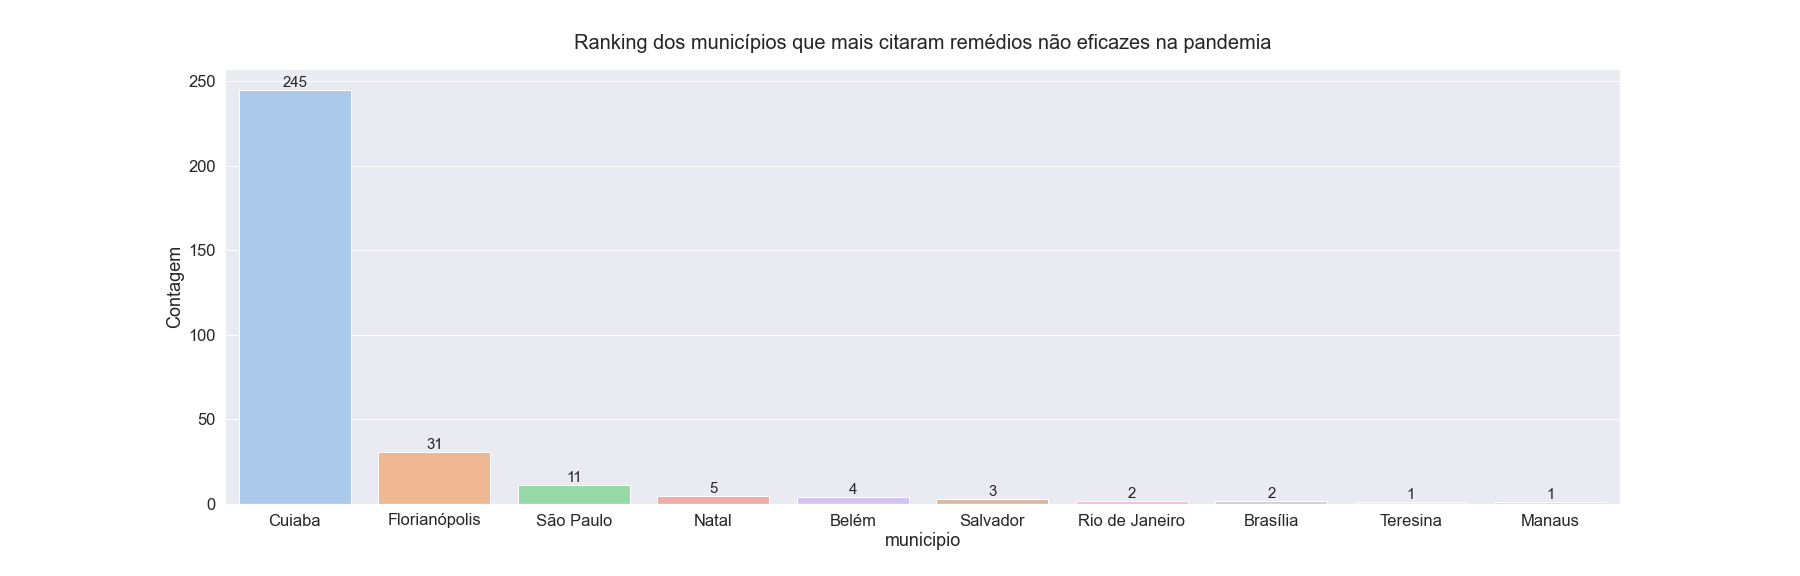 Ranking dos municípios que mais citaram remédios não eficazes na pandemia
250
200
150
100
50
0
Contagem
245
31
11
5
4
3
2
2
1
1
Cuiaba
Florianópolis
São Paulo
Natal
Belém
Salvador
Rio de Janeiro
Brasília
Teresina
Manaus
municipio